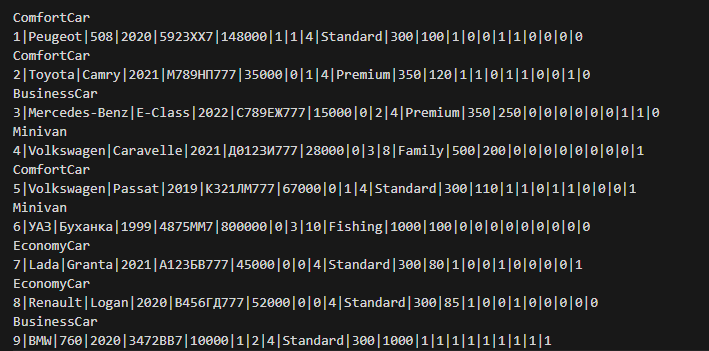 ComfortCar
1|Peugeot|508|2020|5923XX7|148000|1|1|4|Standard|300|100|1|0|0|1|1|0|0|0|0
ComfortCar
2|Toyota|Camry|2021|М789НП777|35000|0|1|4|Premium|350|120|1|1|0|1|1|0|0|1|0
BusinessCar
3|Mercedes-Benz|E-Class|2022|С789ЕЖ777|15000|0|2|4|Premium|350|250|0|0|0|0|0|0|1|1|0
Minivan
4|Volkswagen|Caravelle|2021|Д012ЗИ777|28000|0|3|8|Family|500|200|0|0|0|0|0|0|0|0|1
ComfortCar
5|Volkswagen|Passat|2019|К321ЛМ777|67000|0|1|4|Standard|300|110|1|1|0|1|1|0|0|0|1
Minivan
6|УАЗ|Буханка|1999|4875ММ7|800000|0|3|10|Fishing|1000|100|0|0|0|0|0|0|0|0|0
EconomyCar
7|Lada|Granta|2021|А123БВ777|45000|0|0|4|Standard|300|80|1|0|0|1|0|0|0|0|1
EconomyCar
8|Renault|Logan|2020|В456ГД777|52000|0|0|4|Standard|300|85|1|0|0|1|0|0|0|0|0
BusinessCar
9|BMW|760|2020|3472BB7|10000|1|2|4|Standard|300|1000|1|1|1|1|1|1|1|1|1